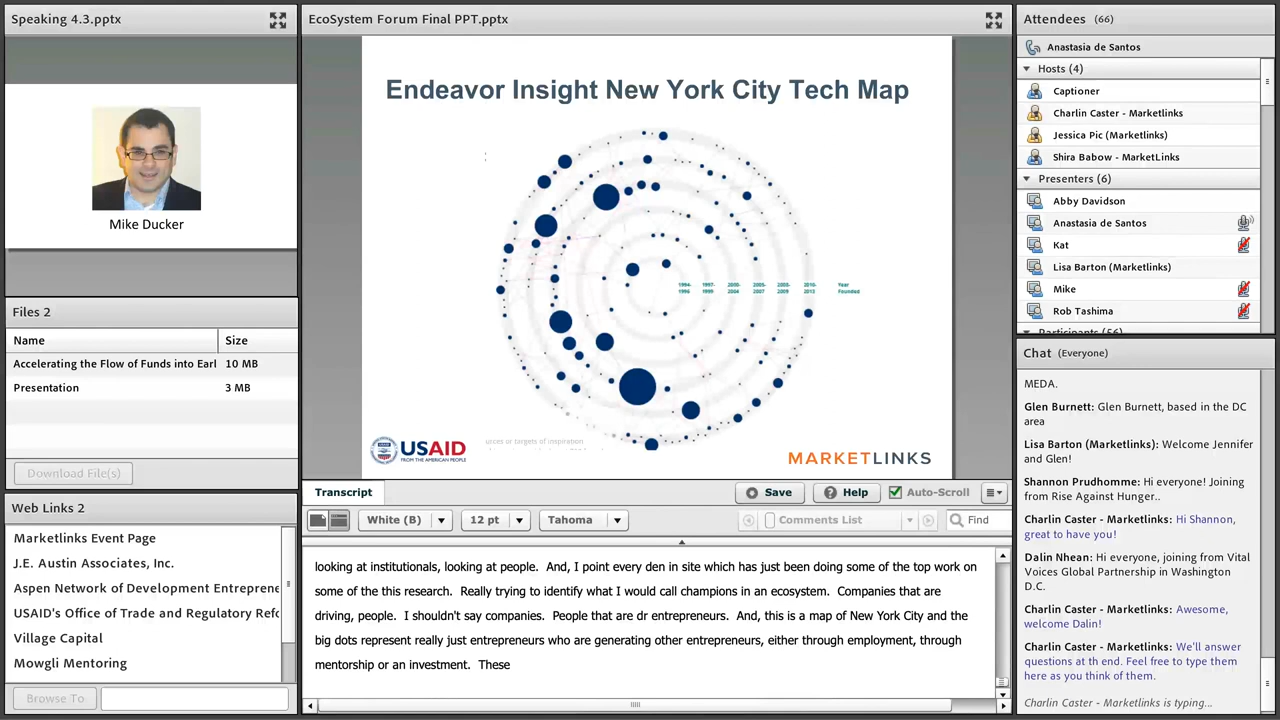 Speaking 4.3.pptx
Mike Ducker
Files 2
Name Size
Accelerating the Flow of Funds into Earl 10 MB
Presentation 3 MB
Download File(s)
Web Links 2
Marketlinks Event Page
J.E. Austin Associates, Inc.
Aspen Network of Development Entreprene
USAID's Office of Trade and Regulatory Refo
Village Capital
Mowgli Mentoring
Browse To
EcoSystem Forum Final PPT.pptx
Endeavor Insight New York City Tech Map
Year
Founded
urces or targets of inspiration
USAID
FROM THE AMERICAN PEOPLE
MARKETLINKS
Transcript
Save
Help
Auto-Scroll
White (B)
12 pt
Tahoma
Comments List
Find
looking at institutionals, looking at people. And, I point every den in site which has just been doing some of the top work on
some of the this research. Really trying to identify what I would call champions in an ecosystem. Companies that are
driving, people. I shouldn't say companies. People that are dr entrepreneurs. And, this is a map of New York City and the
big dots represent really just entrepreneurs who are generating other entrepreneurs, either through employment, through
mentorship or an investment. These
Attendees (66)
Anastasia de Santos
Hosts (4)
Captioner
Charlin Caster - Marketlinks
Jessica Pic (Marketlinks)
Shira Babow - MarketLinks
Presenters (6)
Abby Davidson
Anastasia de Santos
Kat
Lisa Barton (Marketlinks)
Mike
Rob Tashima
Participants (56)
Chat (Everyone)
MEDA.
Glen Burnett: Glen Burnett, based in the DC
area
Lisa Barton (Marketlinks): Welcome Jennifer
and Glen!
Shannon Prudhomme: Hi everyone! Joining
from Rise Against Hunger..
Charlin Caster - Marketlinks: Hi Shannon,
great to have you!
Dalin Nhean: Hi everyone, joining from Vital
Voices Global Partnership in Washington
D.C.
Charlin Caster - Marketlinks: Awesome,
welcome Dalin!
Charlin Caster - Marketlinks: We'll answer
questions at th end. Feel free to type them
here as you think of them.
Charlin Caster - Marketlinks is typing...